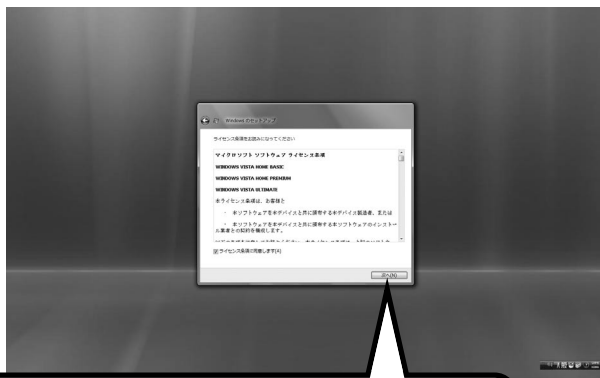 Windows のセットアップ
ライセンス条項をお読みになってください
マイクロソフト ソフトウェア ライセンス条項
WINDOWS VISTA HOME BASIC
WINDOWS VISTA HOME PREMIUM
WINDOWS VISTA ULTIMATE
本ライセンス条項は、お客様と
・ 本ソフトウェアを本デバイスと共に頒布する本デバイス製造者、または
・ 本ソフトウェアを本デバイスと共に頒布する本ソフトウェアのインストー
ル業者との契約を構成します。
ライセンス条項に同意します(A)
次へ(N)